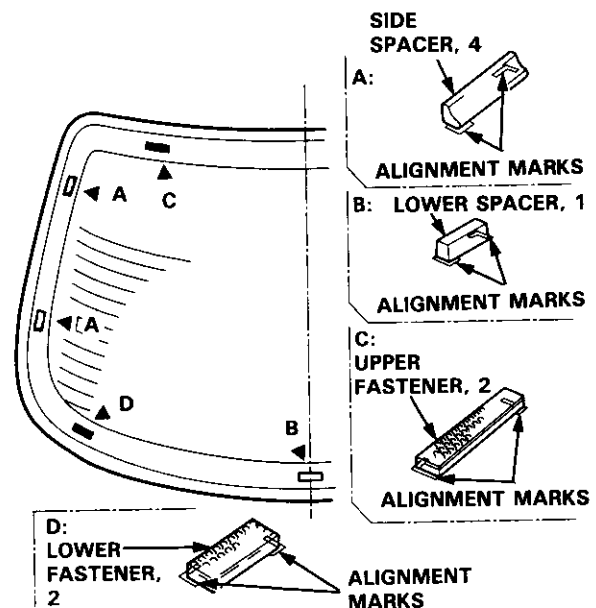 SIDE
SPACER, 4
A:
ALIGNMENT MARKS
B: LOWER SPACER, 1
ALIGNMENT MARKS
C:
UPPER
FASTENER, 2
ALIGNMENT MARKS
A
C
A
D
B
D:
LOWER
FASTENER,
2
ALIGNMENT
MARKS